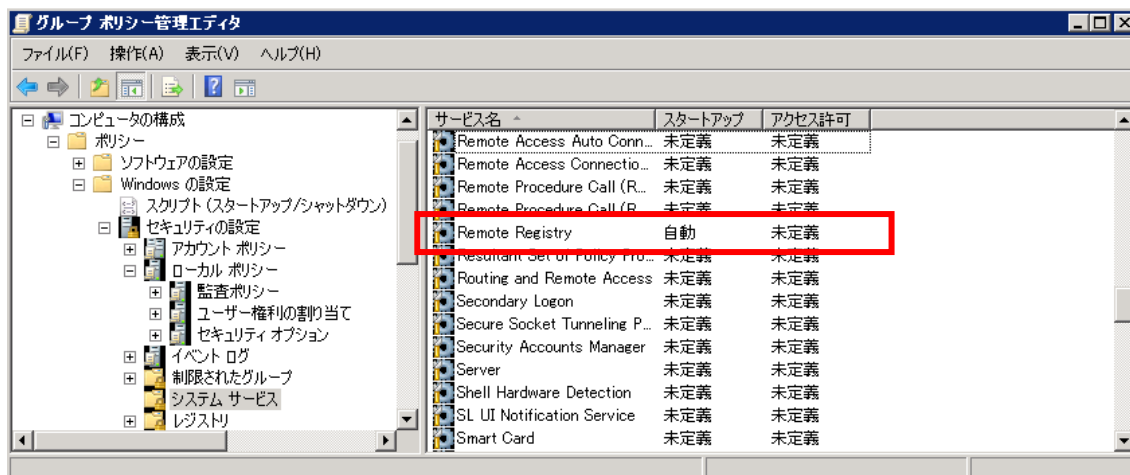 グループ ポリシー管理エディタ
ファイル(F) 操作(A) 表示(V) ヘルプ(H)
コンピュータの構成
ポリシー
ソフトウェアの設定
Windows の設定
スクリプト (スタートアップ/シャットダウン)
セキュリティの設定
アカウント ポリシー
ローカル ポリシー
監査ポリシー
ユーザー権利の割り当て
セキュリティ オプション
イベント ログ
制限されたグループ
システム サービス
レジストリ
サービス名 スタートアップ アクセス許可
Remote Access Auto Conn... 未定義 未定義
Remote Access Connectio... 未定義 未定義
Remote Procedure Call (R... 未定義 未定義
Remote Procedure Call (R... 未定義 未定義
Remote Registry 自動 未定義
Resultant Set of Policy Pro... 未定義 未定義
Routing and Remote Access 未定義 未定義
Secondary Logon 未定義 未定義
Secure Socket Tunneling P... 未定義 未定義
Security Accounts Manager 未定義 未定義
Server 未定義 未定義
Shell Hardware Detection 未定義 未定義
SL UI Notification Service 未定義 未定義
Smart Card 未定義 未定義